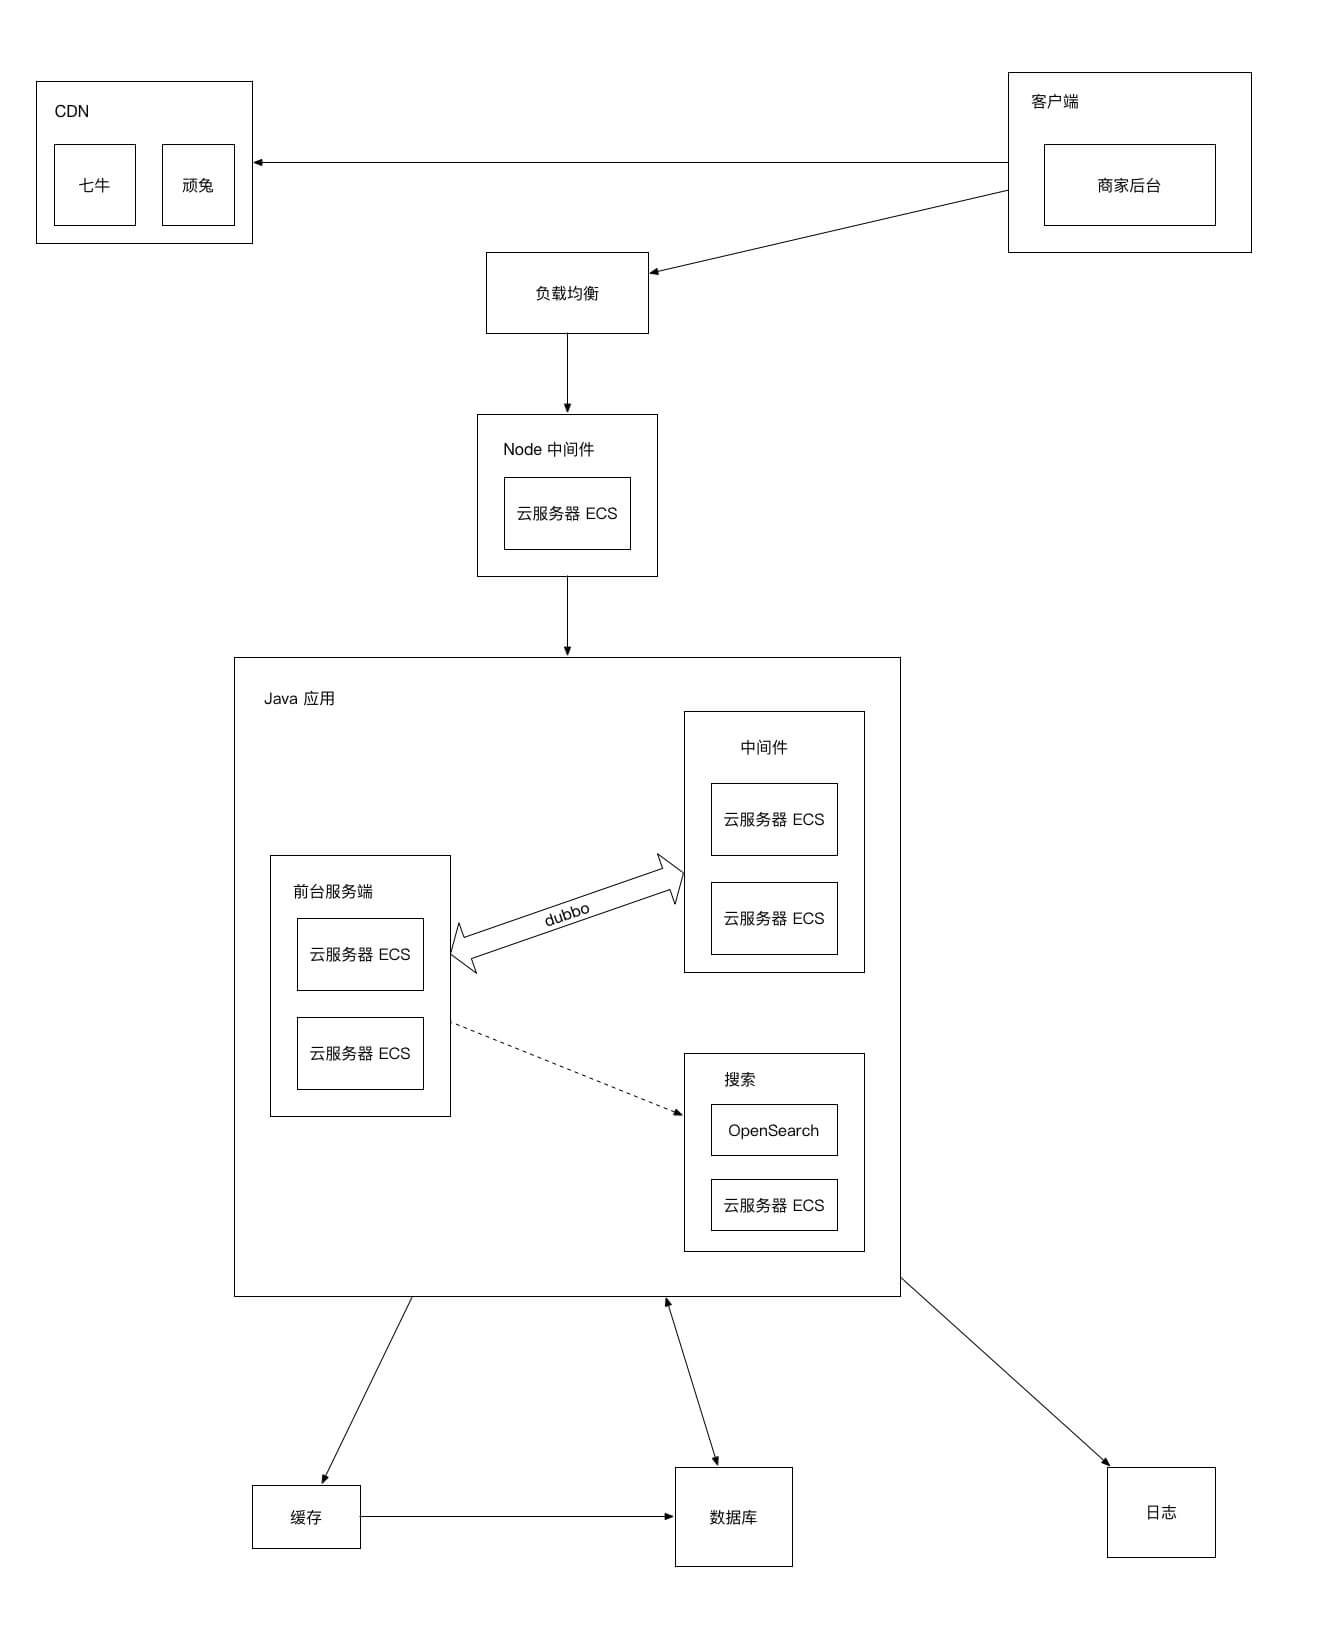 CDN
七牛
顽兔
客户端
商家后台
负载均衡
Node 中间件
云服务器 ECS
Java 应用
中间件
云服务器 ECS
云服务器 ECS
前台服务端
云服务器 ECS
云服务器 ECS
dubbo
搜索
OpenSearch
云服务器 ECS
缓存
数据库
日志